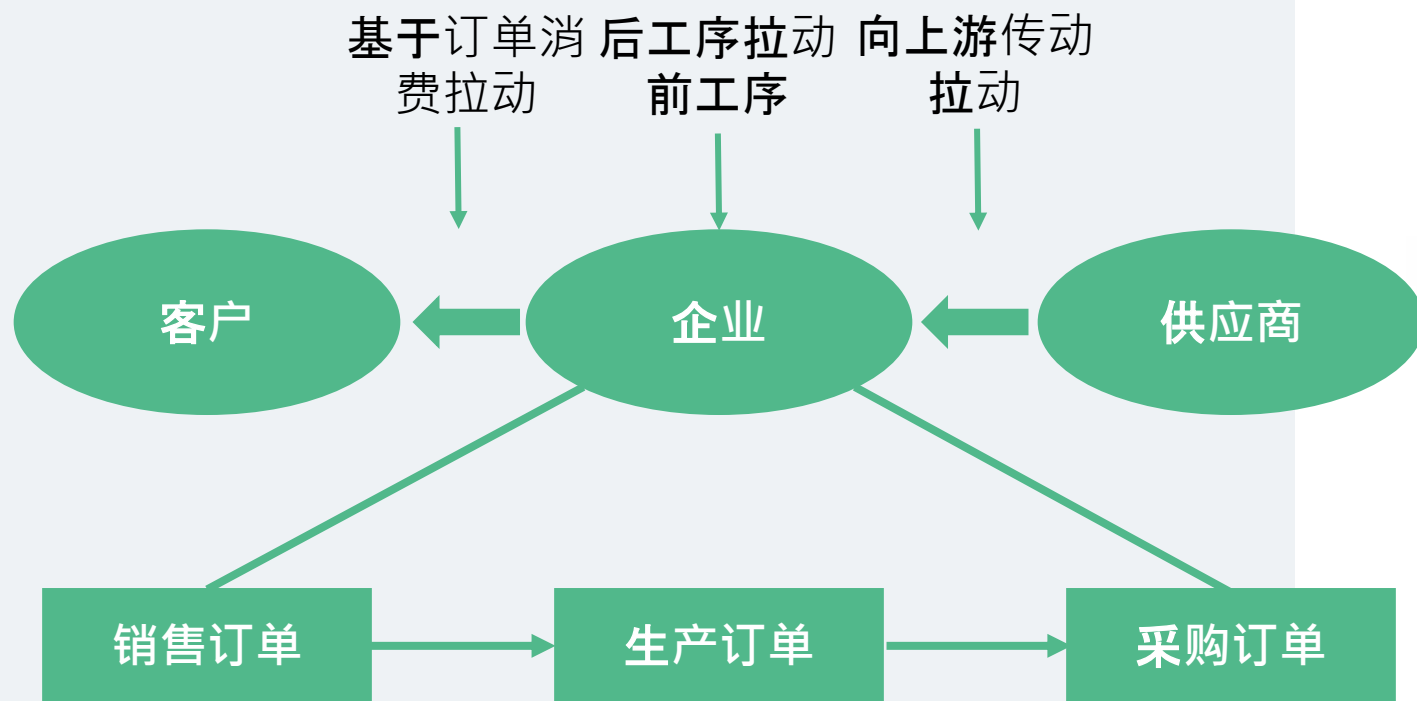 基于订单消
费拉动
后工序拉动
前工序
向上游传动
拉动
客户
企业
供应商
销售订单
生产订单
采购订单